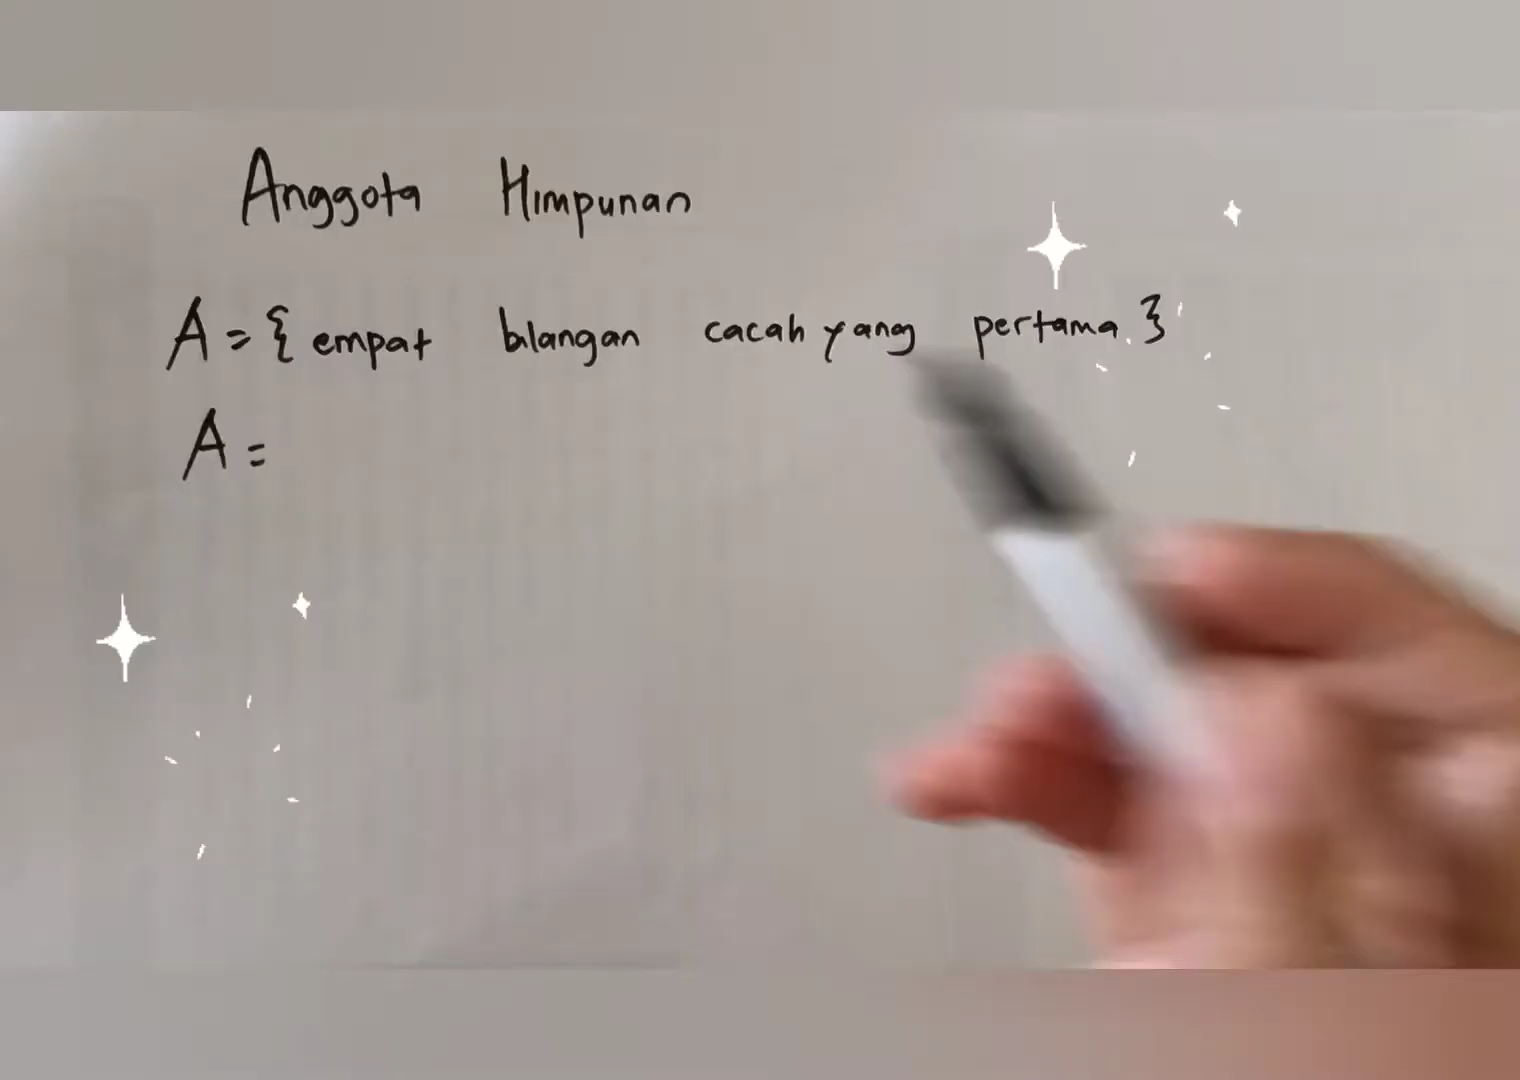 Anggota Himpunan
A = { empat bilangan cacah yang pertama. }
A =